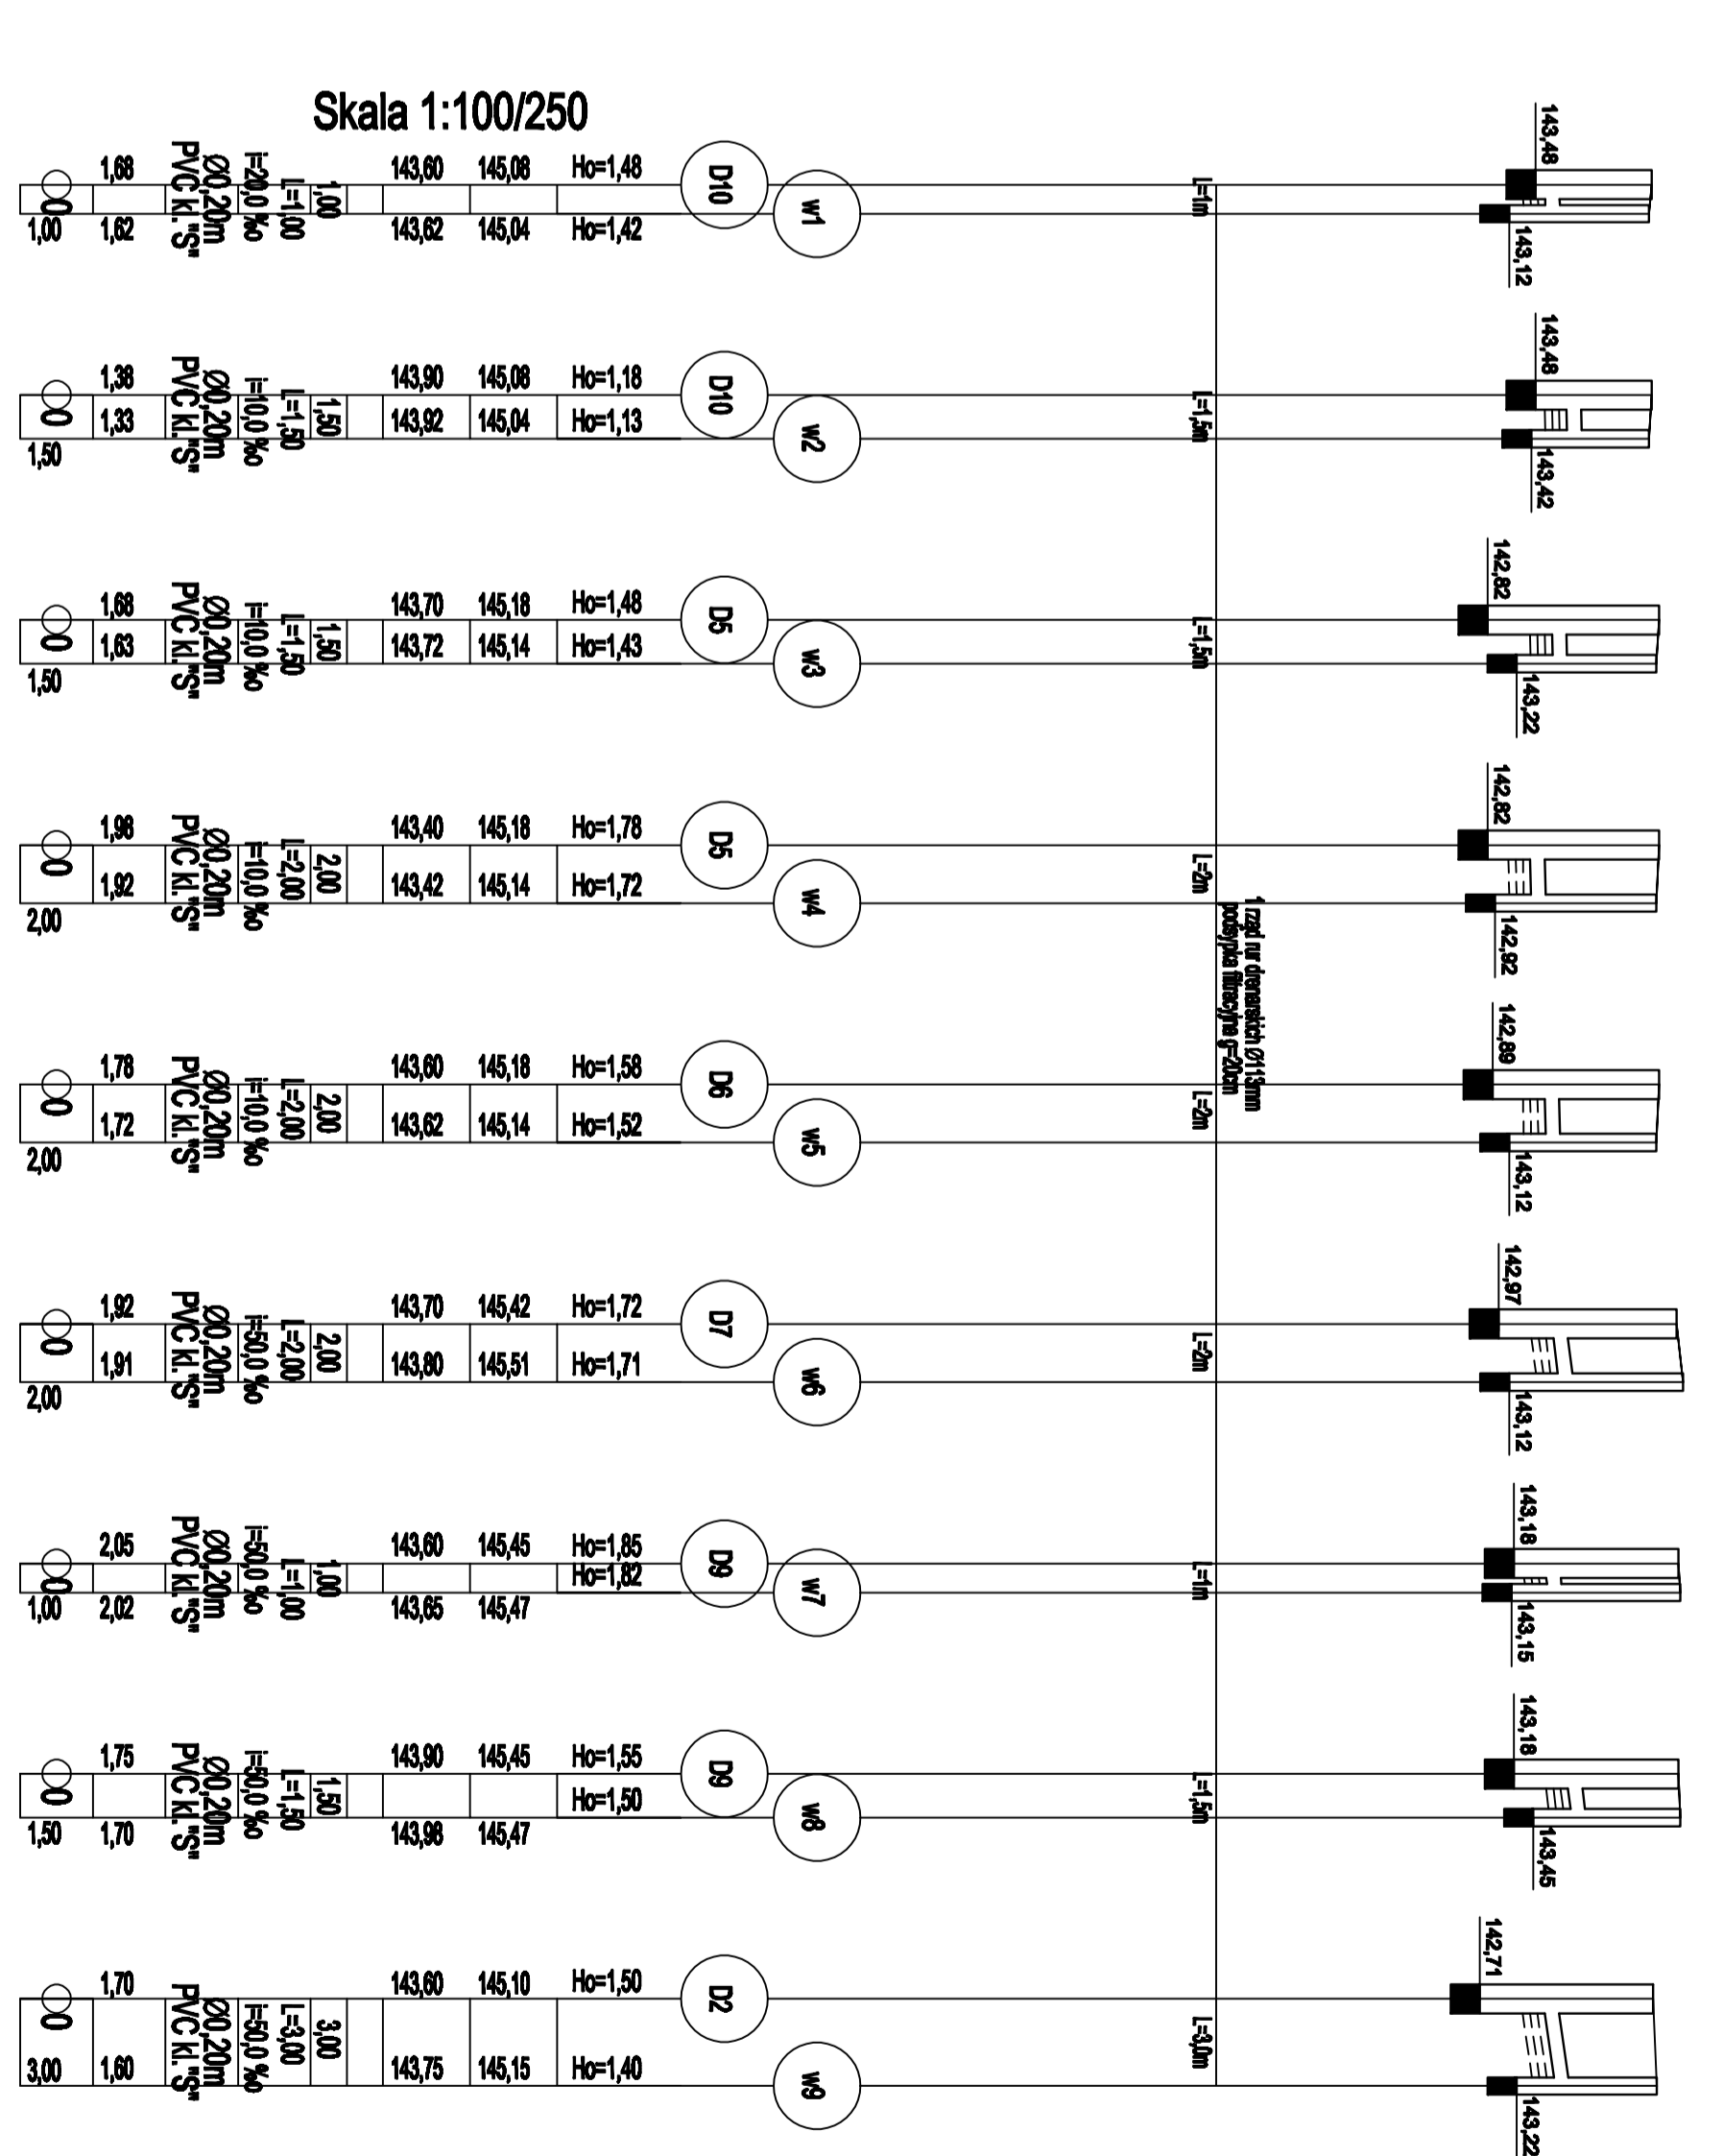 Skala 1:100/250
1,68
PVC kl."S"
Ø0,20m
i=20,0 ‰
L=1,00
1,00
143,60
145,08
Ho=1,48
D10
w1
L=1m
143,48
0
1,00
1,62
143,62
145,04
Ho=1,42
143,12
1,38
PVC kl."S"
Ø0,20m
i=10,0 ‰
L=1,50
1,50
143,90
145,08
Ho=1,18
D10
w2
L=1,5m
143,48
0
1,50
1,33
143,92
145,04
Ho=1,13
143,42
1,68
PVC kl."S"
Ø0,20m
i=10,0 ‰
L=1,50
1,50
143,70
145,18
Ho=1,48
D5
w3
L=1,5m
142,82
0
1,50
1,63
143,72
145,14
Ho=1,43
143,22
1,98
PVC kl."S"
Ø0,20m
i=10,0 ‰
L=2,00
2,00
143,40
145,18
Ho=1,78
D5
w4
L=2m
142,82
0
2,00
1,92
143,42
145,14
Ho=1,72
142,92
1 rząd rur drenarskich Ø113mm
podsypka filtracyjna g=20cm
1,78
PVC kl."S"
Ø0,20m
i=10,0 ‰
L=2,00
2,00
143,60
145,18
Ho=1,58
D6
w5
L=2m
142,89
0
2,00
1,72
143,62
145,14
Ho=1,52
143,12
1,92
PVC kl."S"
Ø0,20m
i=50,0 ‰
L=2,00
2,00
143,70
145,42
Ho=1,72
D7
w6
L=2m
142,97
0
2,00
1,91
143,80
145,51
Ho=1,71
143,12
2,05
PVC kl."S"
Ø0,20m
i=50,0 ‰
L=1,00
1,00
143,60
145,45
Ho=1,85
D9
w7
L=1m
143,18
0
1,00
2,02
143,65
145,47
Ho=1,82
143,15
1,75
PVC kl."S"
Ø0,20m
i=50,0 ‰
L=1,50
1,50
143,90
145,45
Ho=1,55
D9
w8
L=1,5m
143,18
0
1,50
1,70
143,98
145,47
Ho=1,50
143,45
1,70
PVC kl."S"
Ø0,20m
i=50,0 ‰
L=3,00
3,00
143,60
145,10
Ho=1,50
D2
w9
L=3,0m
142,71
0
3,00
1,60
143,75
145,15
Ho=1,40
143,22